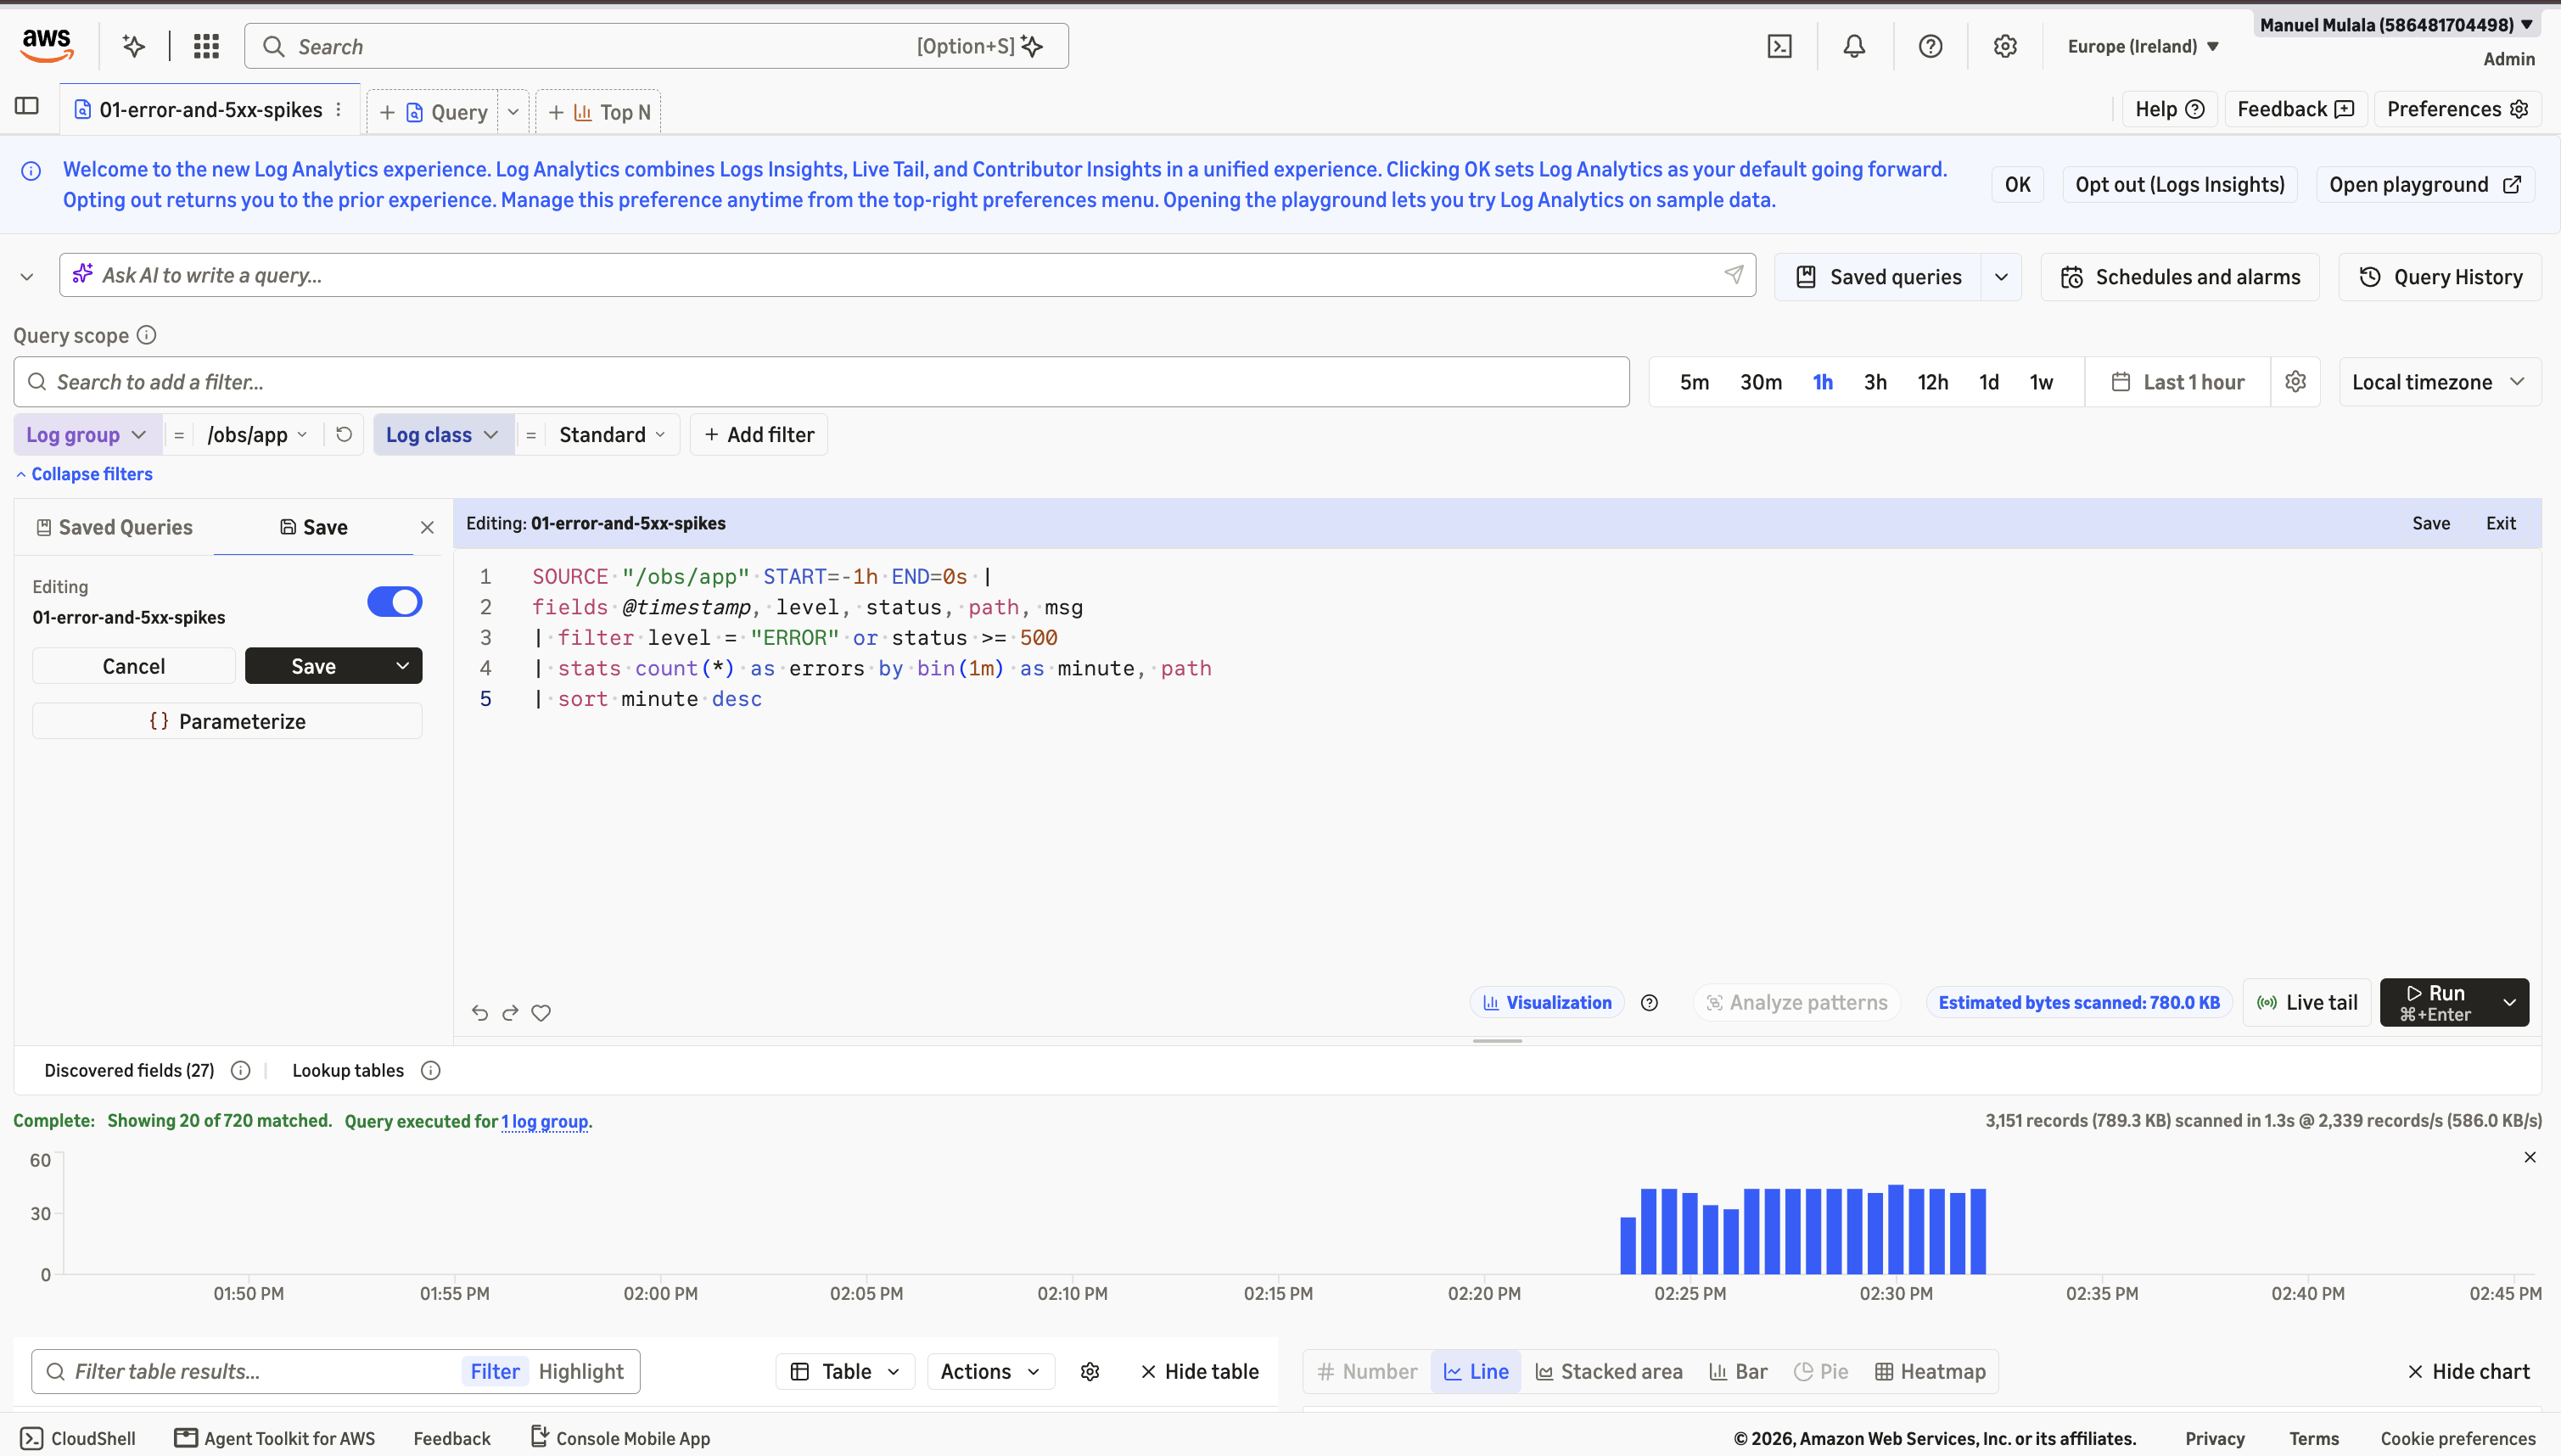 aws
Search [Option+S]
Europe (Ireland)
Manuel Mulala (586481704498)
Admin
01-error-and-5xx-spikes
+ Query
+ Top N
Help
Feedback
Preferences
Welcome to the new Log Analytics experience. Log Analytics combines Logs Insights, Live Tail, and Contributor Insights in a unified experience. Clicking OK sets Log Analytics as your default going forward.
Opting out returns you to the prior experience. Manage this preference anytime from the top-right preferences menu. Opening the playground lets you try Log Analytics on sample data.
OK
Opt out (Logs Insights)
Open playground
Ask AI to write a query...
Saved queries
Schedules and alarms
Query History
Query scope
Search to add a filter...
5m 30m 1h 3h 12h 1d 1w
Last 1 hour
Local timezone
Log group = /obs/app
Log class = Standard
+ Add filter
Collapse filters
Saved Queries
Save
Editing
01-error-and-5xx-spikes
Cancel
Save
{} Parameterize
Editing: 01-error-and-5xx-spikes
Save
Exit
1 SOURCE "/obs/app" START=-1h END=0s |
2 fields @timestamp, level, status, path, msg
3 | filter level = "ERROR" or status >= 500
4 | stats count(*) as errors by bin(1m) as minute, path
5 | sort minute desc
Visualization
Analyze patterns
Estimated bytes scanned: 780.0 KB
Live tail
Run
⌘+Enter
Discovered fields (27)
Lookup tables
Complete: Showing 20 of 720 matched. Query executed for 1 log group.
3,151 records (789.3 KB) scanned in 1.3s @ 2,339 records/s (586.0 KB/s)
60
30
0
01:50 PM 01:55 PM 02:00 PM 02:05 PM 02:10 PM 02:15 PM 02:20 PM 02:25 PM 02:30 PM 02:35 PM 02:40 PM 02:45 PM
Filter table results...
Filter
Highlight
Table
Actions
Hide table
# Number
Line
Stacked area
Bar
Pie
Heatmap
Hide chart
CloudShell
Agent Toolkit for AWS
Feedback
Console Mobile App
© 2026, Amazon Web Services, Inc. or its affiliates.
Privacy
Terms
Cookie preferences